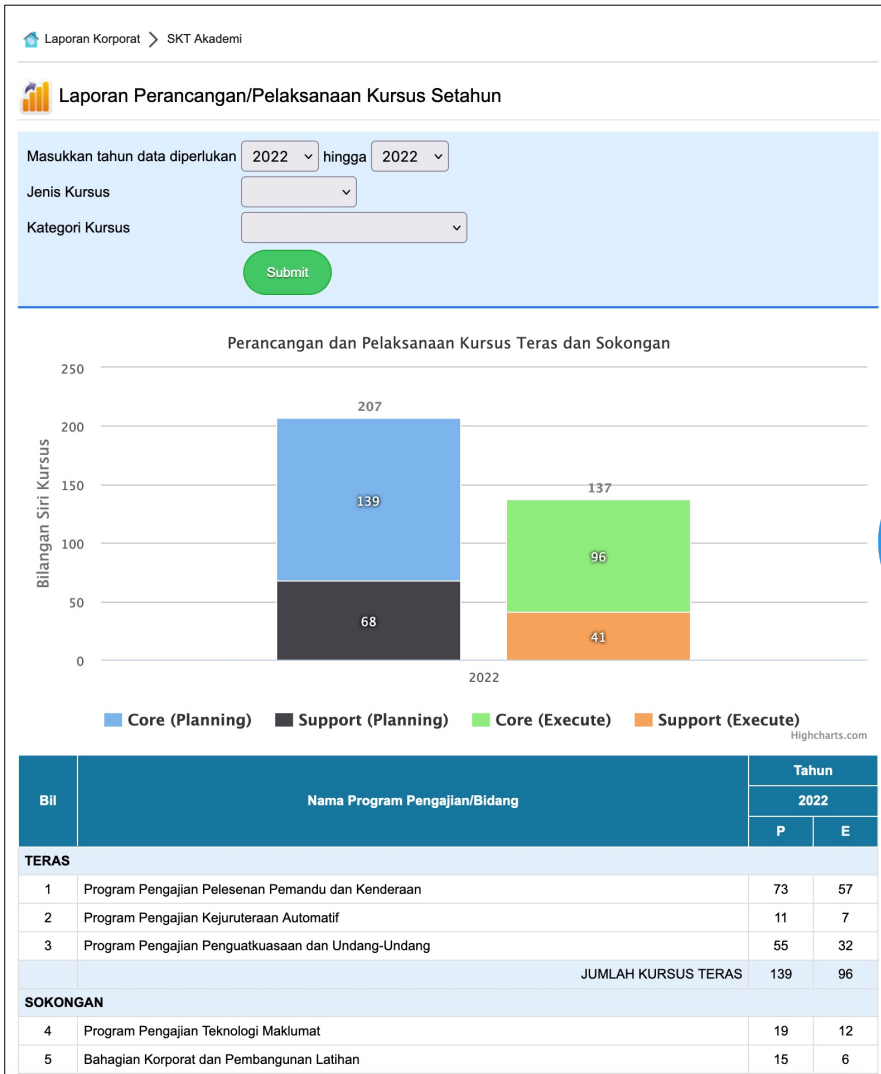 Laporan Korporat > SKT Akademi
Laporan Perancangan/Pelaksanaan Kursus Setahun
Masukkan tahun data diperlukan 2022 hingga 2022
Jenis Kursus
Kategori Kursus
Submit
Perancangan dan Pelaksanaan Kursus Teras dan Sokongan
Bilangan Siri Kursus
250
200
150
100
50
0
207
139
68
137
96
41
2022
Core (Planning) Support (Planning) Core (Execute) Support (Execute)
Highcharts.com
Bil Nama Program Pengajian/Bidang Tahun
2022
P E
TERAS
1 Program Pengajian Pelesenan Pemandu dan Kenderaan 73 57
2 Program Pengajian Kejuruteraan Automatif 11 7
3 Program Pengajian Penguatkuasaan dan Undang-Undang 55 32
JUMLAH KURSUS TERAS 139 96
SOKONGAN
4 Program Pengajian Teknologi Maklumat 19 12
5 Bahagian Korporat dan Pembangunan Latihan 15 6